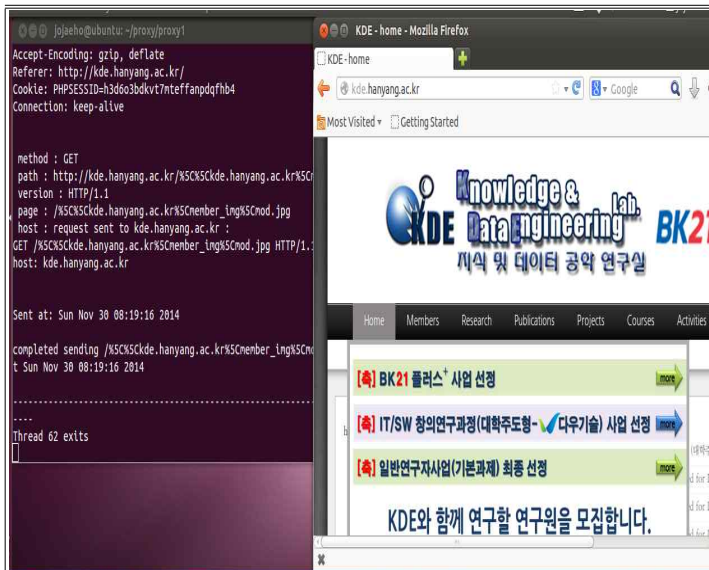 jojaeho@ubuntu: ~/proxy/proxy1
Accept-Encoding: gzip, deflate
Referer: http://kde.hanyang.ac.kr/
Cookie: PHPSESSID=h3d6o3bdkvt7mteffanpdqfhb4
Connection: keep-alive
method : GET
path : http://kde.hanyang.ac.kr/%5C%5Ckde.hanyang.ac.kr%5C
version : HTTP/1.1
page : /%5C%5Ckde.hanyang.ac.kr%5Cmember_img%5Cmod.jpg
host : request sent to kde.hanyang.ac.kr :
GET /%5C%5Ckde.hanyang.ac.kr%5Cmember_img%5Cmod.jpg HTTP/1.
host: kde.hanyang.ac.kr
Sent at: Sun Nov 30 08:19:16 2014
completed sending /%5C%5Ckde.hanyang.ac.kr%5Cmember_img%5Cm
t Sun Nov 30 08:19:16 2014
----
Thread 62 exits
KDE - home - Mozilla Firefox
KDE - home
kde.hanyang.ac.kr
Google
Most Visited
Getting Started
KDE Knowledge & Data Engineering lab.
지식 및 데이터 공학 연구실
BK21
Home Members Research Publications Projects Courses Activities
[축] BK21 플러스+ 사업 선정 more
[축] IT/SW 창의연구과정(대학주도형-다우기술) 사업 선정 more
[축] 일반연구자사업(기본과제) 최종 선정 more
KDE와 함께 연구할 연구원을 모집합니다.